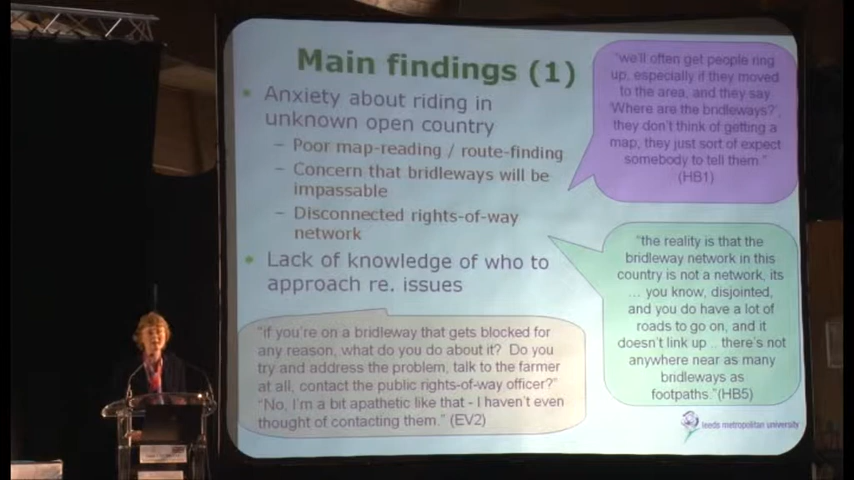 Main findings (1)
• Anxiety about riding in
unknown open country
– Poor map-reading / route-finding
– Concern that bridleways will be
impassable
– Disconnected rights-of-way
network
• Lack of knowledge of who to
approach re. issues
"we'll often get people ring
up, especially if they moved
to the area, and they say
'Where are the bridleways?',
they don't think of getting a
map, they just sort of expect
somebody to tell them."
(HB1)
"the reality is that the
bridleway network in this
country is not a network, its
... you know, disjointed,
and you do have a lot of
roads to go on, and it
doesn't link up .. there's not
anywhere near as many
bridleways as
footpaths."(HB5)
"if you're on a bridleway that gets blocked for
any reason, what do you do about it? Do you
try and address the problem, talk to the farmer
at all, contact the public rights-of-way officer?"
"No, I'm a bit apathetic like that - I haven't even
thought of contacting them." (EV2)
leeds metropolitan university